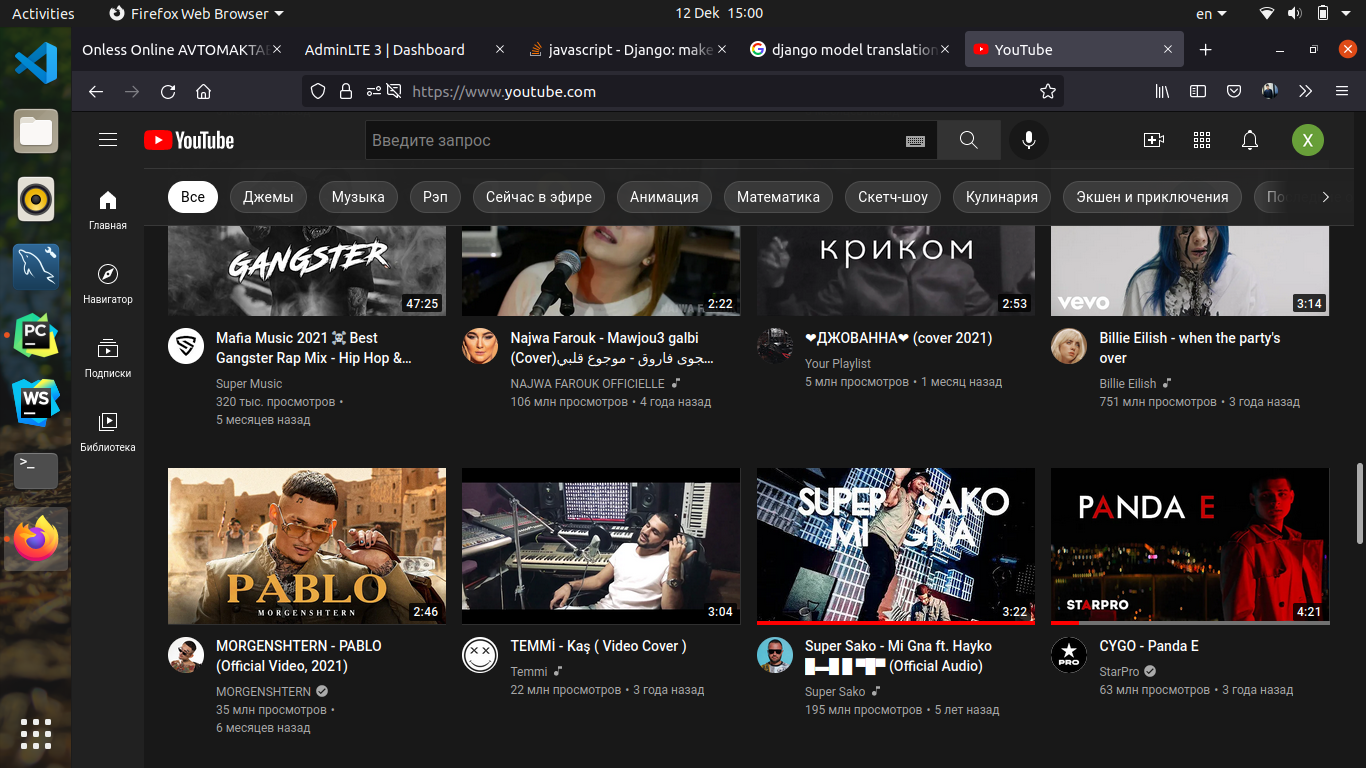 Activities
Firefox Web Browser
12 Dek 15:00
en
Onless Online AVTOMAKTAB
AdminLTE 3 | Dashboard
javascript - Django: make
django model translation
YouTube
https://www.youtube.com
YouTube
Введите запрос
X
Все
Джемы
Музыка
Рэп
Сейчас в эфире
Анимация
Математика
Скетч-шоу
Кулинария
Экшен и приключения
Главная
Навигатор
Подписки
Библиотека
GANGSTER
47:25
2:22
криком
2:53
vevo
3:14
Mafia Music 2021 ☠️ Best
Gangster Rap Mix - Hip Hop &...
Super Music
320 тыс. просмотров •
5 месяцев назад
Najwa Farouk - Mawjou3 galbi
(Cover)نجوى فاروق - موجوع قلبي...
NAJWA FAROUK OFFICIELLE
106 млн просмотров • 4 года назад
❤ДЖОВАННА❤ (cover 2021)
Your Playlist
5 млн просмотров • 1 месяц назад
Billie Eilish - when the party's
over
Billie Eilish
751 млн просмотров • 3 года назад
PABLO
MORGENSHTERN
2:46
3:04
SUPER SAKO
MI GNA
3:22
PANDA E
STARPRO
4:21
MORGENSHTERN - PABLO
(Official Video, 2021)
MORGENSHTERN
35 млн просмотров •
6 месяцев назад
TEMMİ - Kaş ( Video Cover )
Temmi
22 млн просмотров • 3 года назад
Super Sako - Mi Gna ft. Hayko
(Official Audio)
Super Sako
195 млн просмотров • 5 лет назад
PRO
CYGO - Panda E
StarPro
63 млн просмотров • 3 года назад
PC
WS
>_